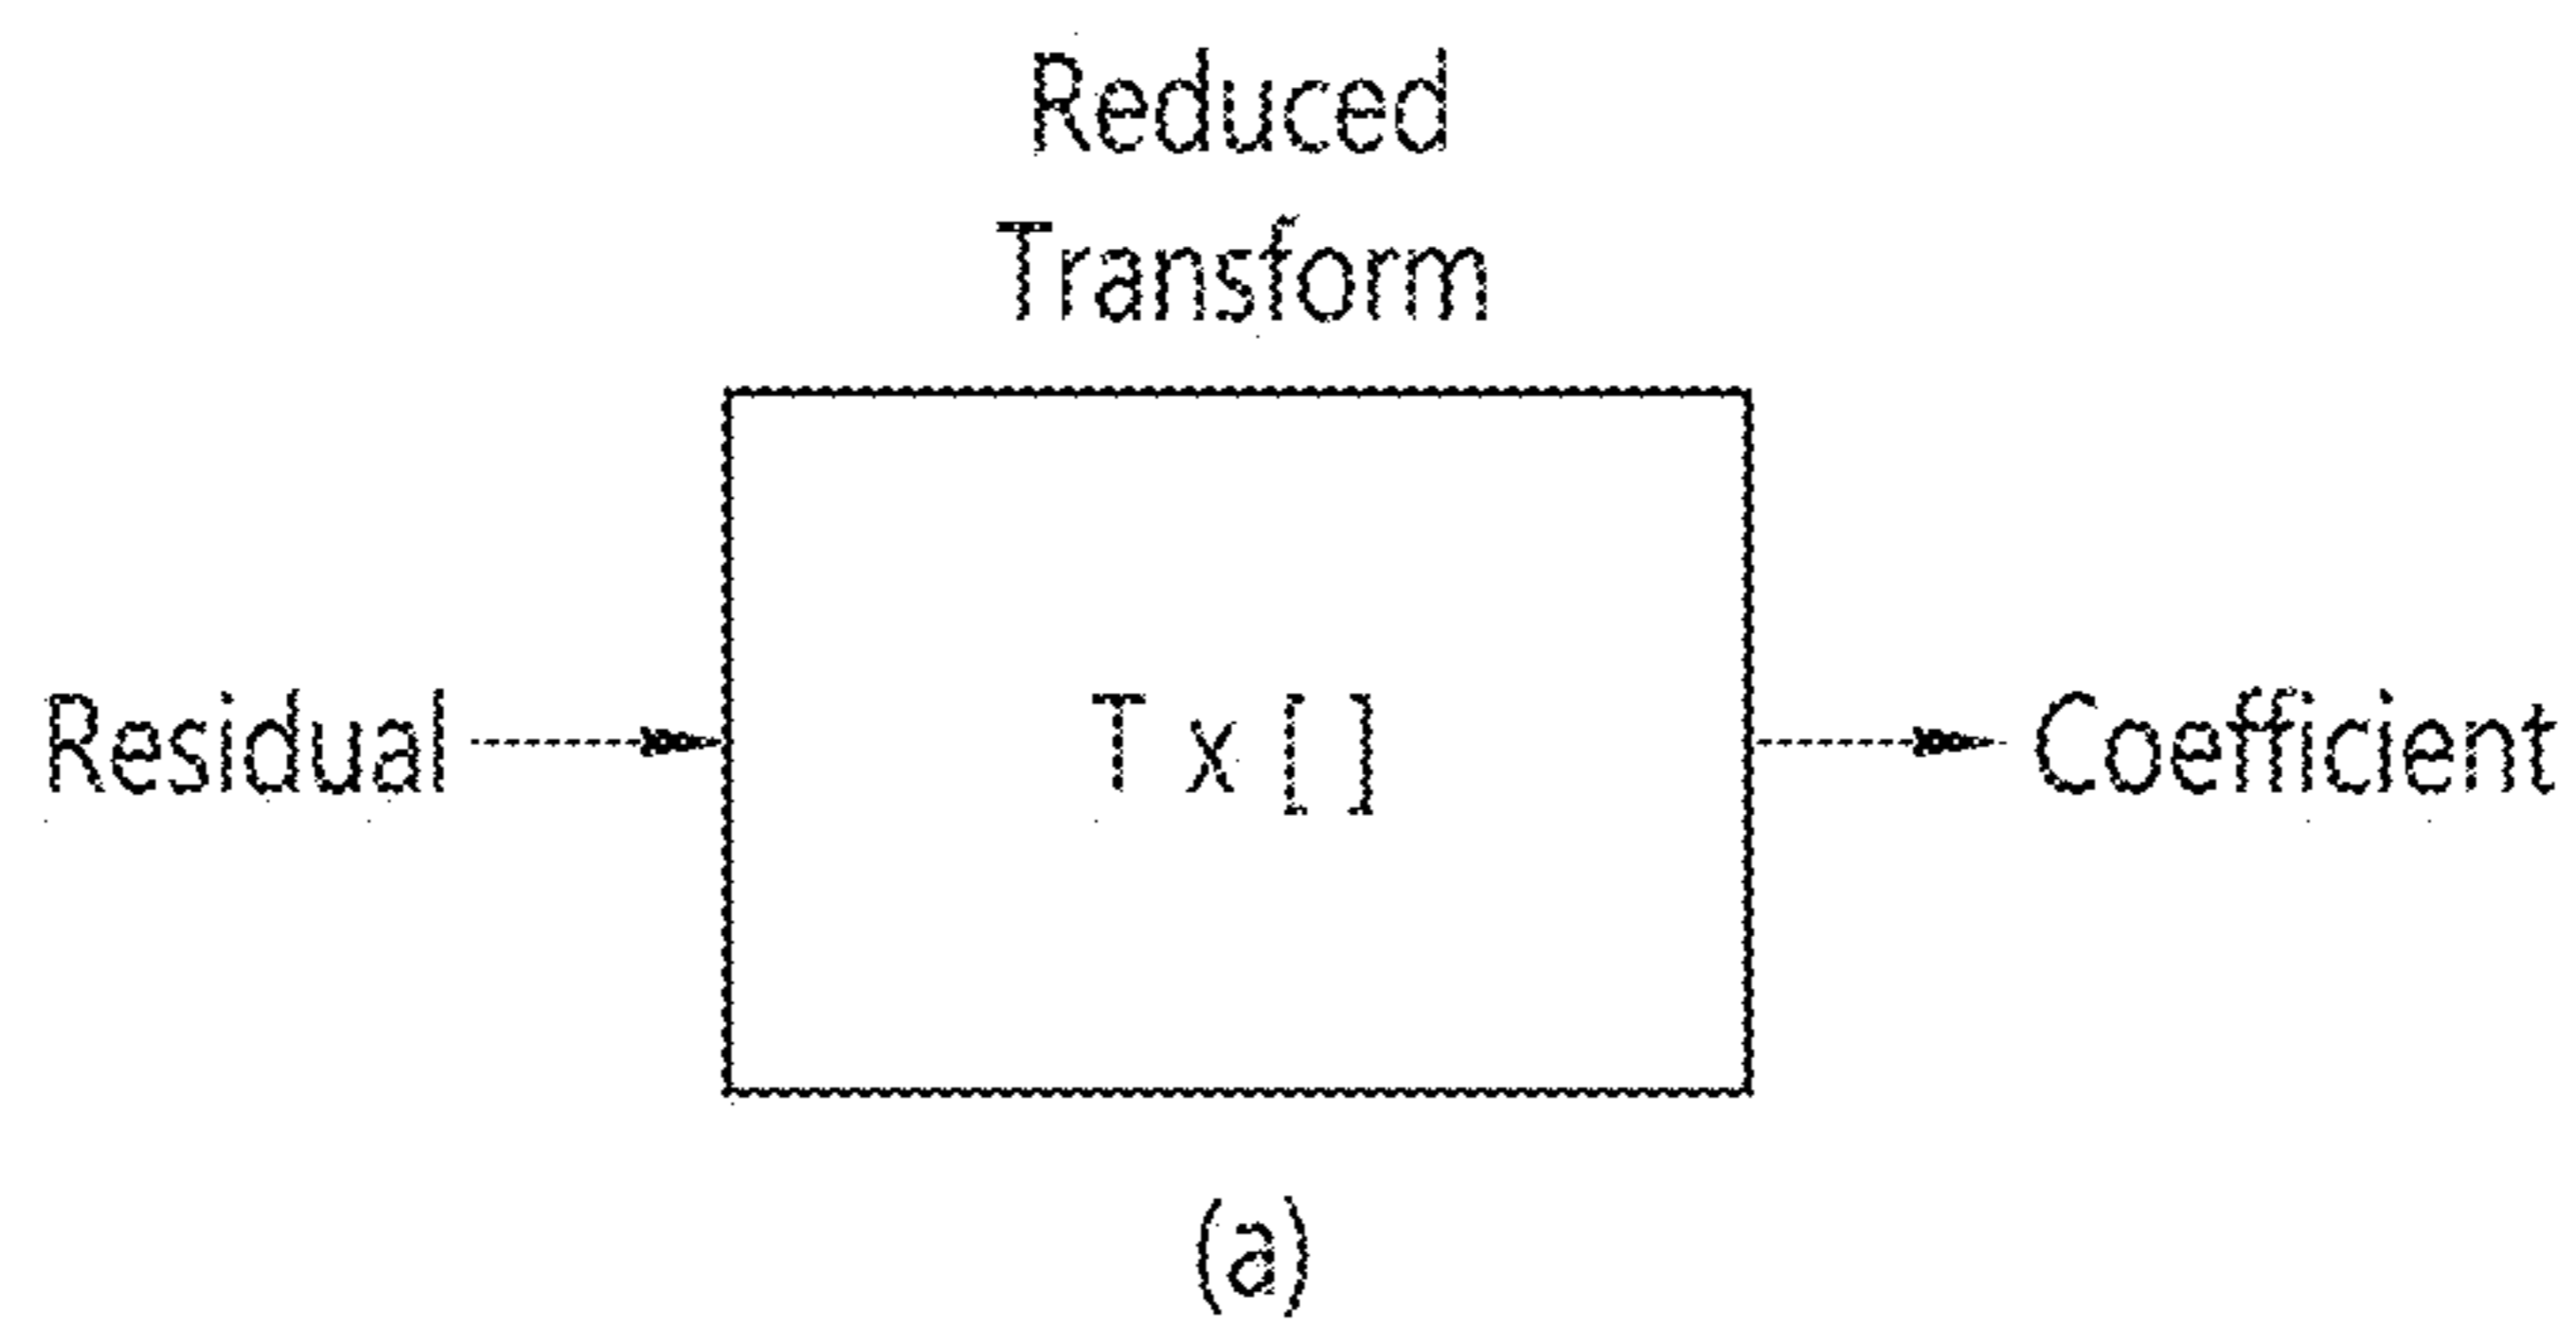 Reduced
Transform
Residual
T x [ ]
Coefficient
(a)